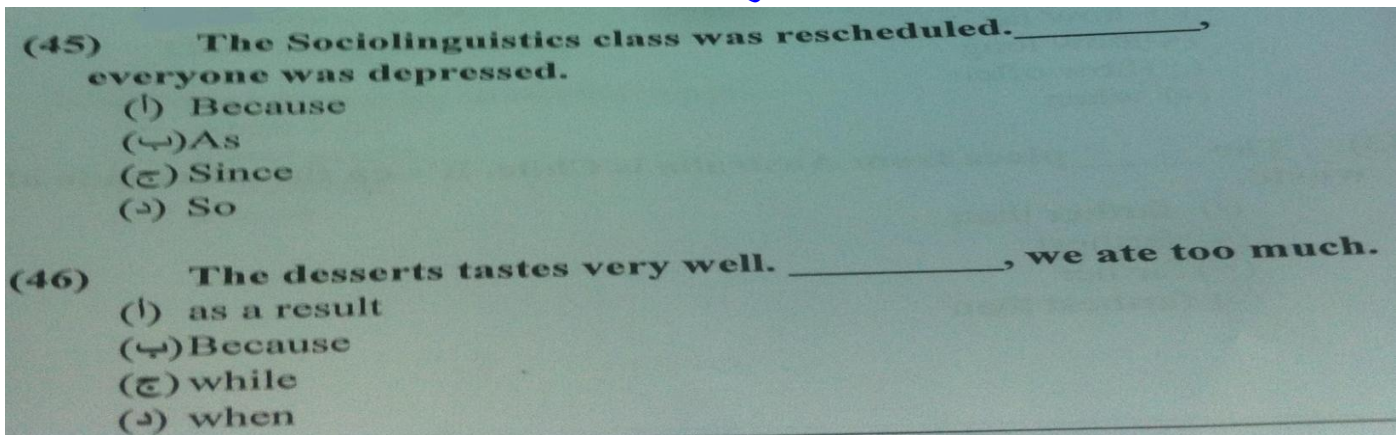 (45) The Sociolinguistics class was rescheduled.__________,
everyone was depressed.
(أ) Because
(ب) As
(ج) Since
(د) So
(46) The desserts tastes very well. __________, we ate too much.
(أ) as a result
(ب) Because
(ج) while
(د) when